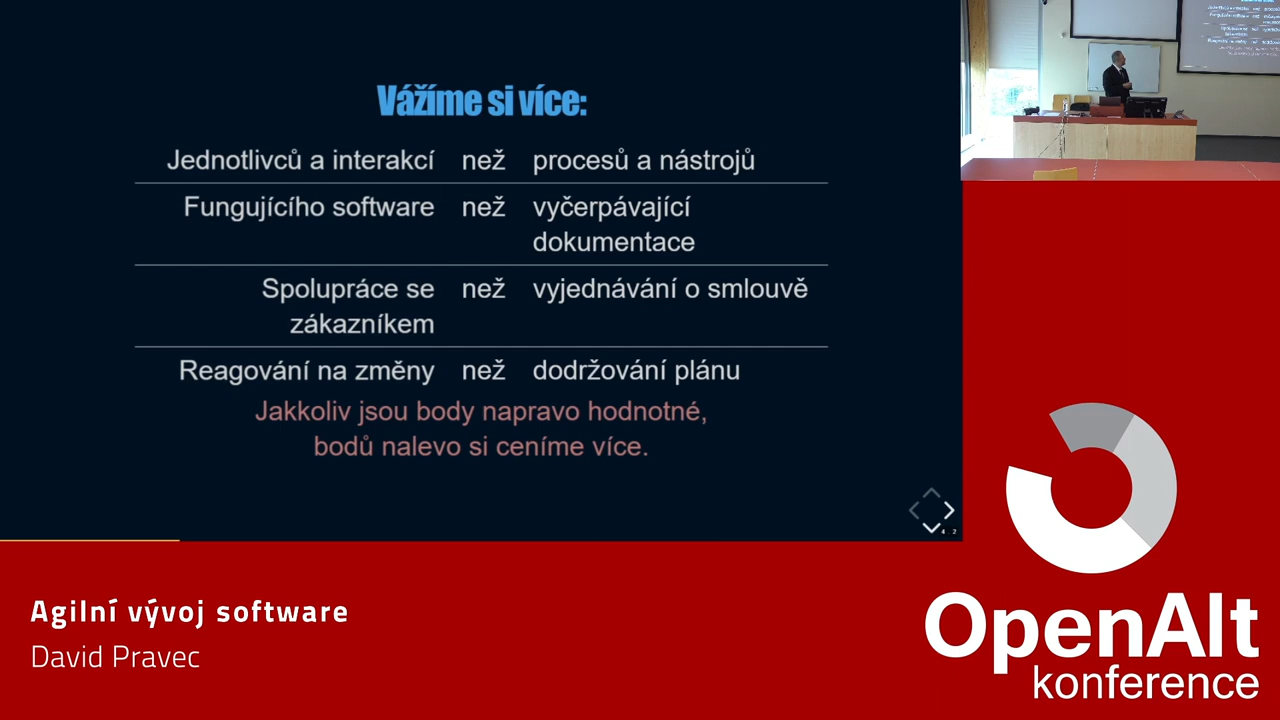 Vážíme si více:
Jednotlivců a interakcí než procesů a nástrojů
Fungujícího software než vyčerpávající
dokumentace
Spolupráce se než vyjednávání o smlouvě
zákazníkem
Reagování na změny než dodržování plánu
Jakkoliv jsou body napravo hodnotné,
bodů nalevo si ceníme více.
4.2
Agilní vývoj software
David Pravec
OpenAlt
konference